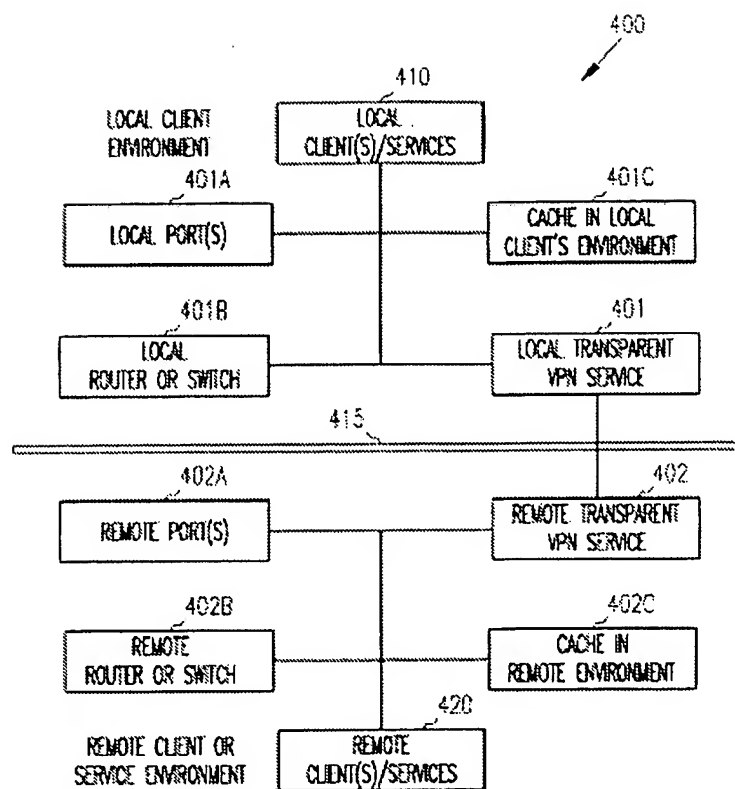 400
410
LOCAL CLIENT
ENVIRONMENT
LOCAL
CLIENT(S)/SERVICES
401A
LOCAL PORT(S)
401C
CACHE IN LOCAL
CLIENT'S ENVIRONMENT
401B
LOCAL
ROUTER OR SWITCH
401
LOCAL TRANSPARENT
VPN SERVICE
415
402A
REMOTE PORT(S)
402
REMOTE TRANSPARENT
VPN SERVICE
402B
REMOTE
ROUTER OR SWITCH
402C
CACHE IN
REMOTE ENVIRONMENT
420
REMOTE CLIENT OR
SERVICE ENVIRONMENT
REMOTE
CLIENT(S)/SERVICES